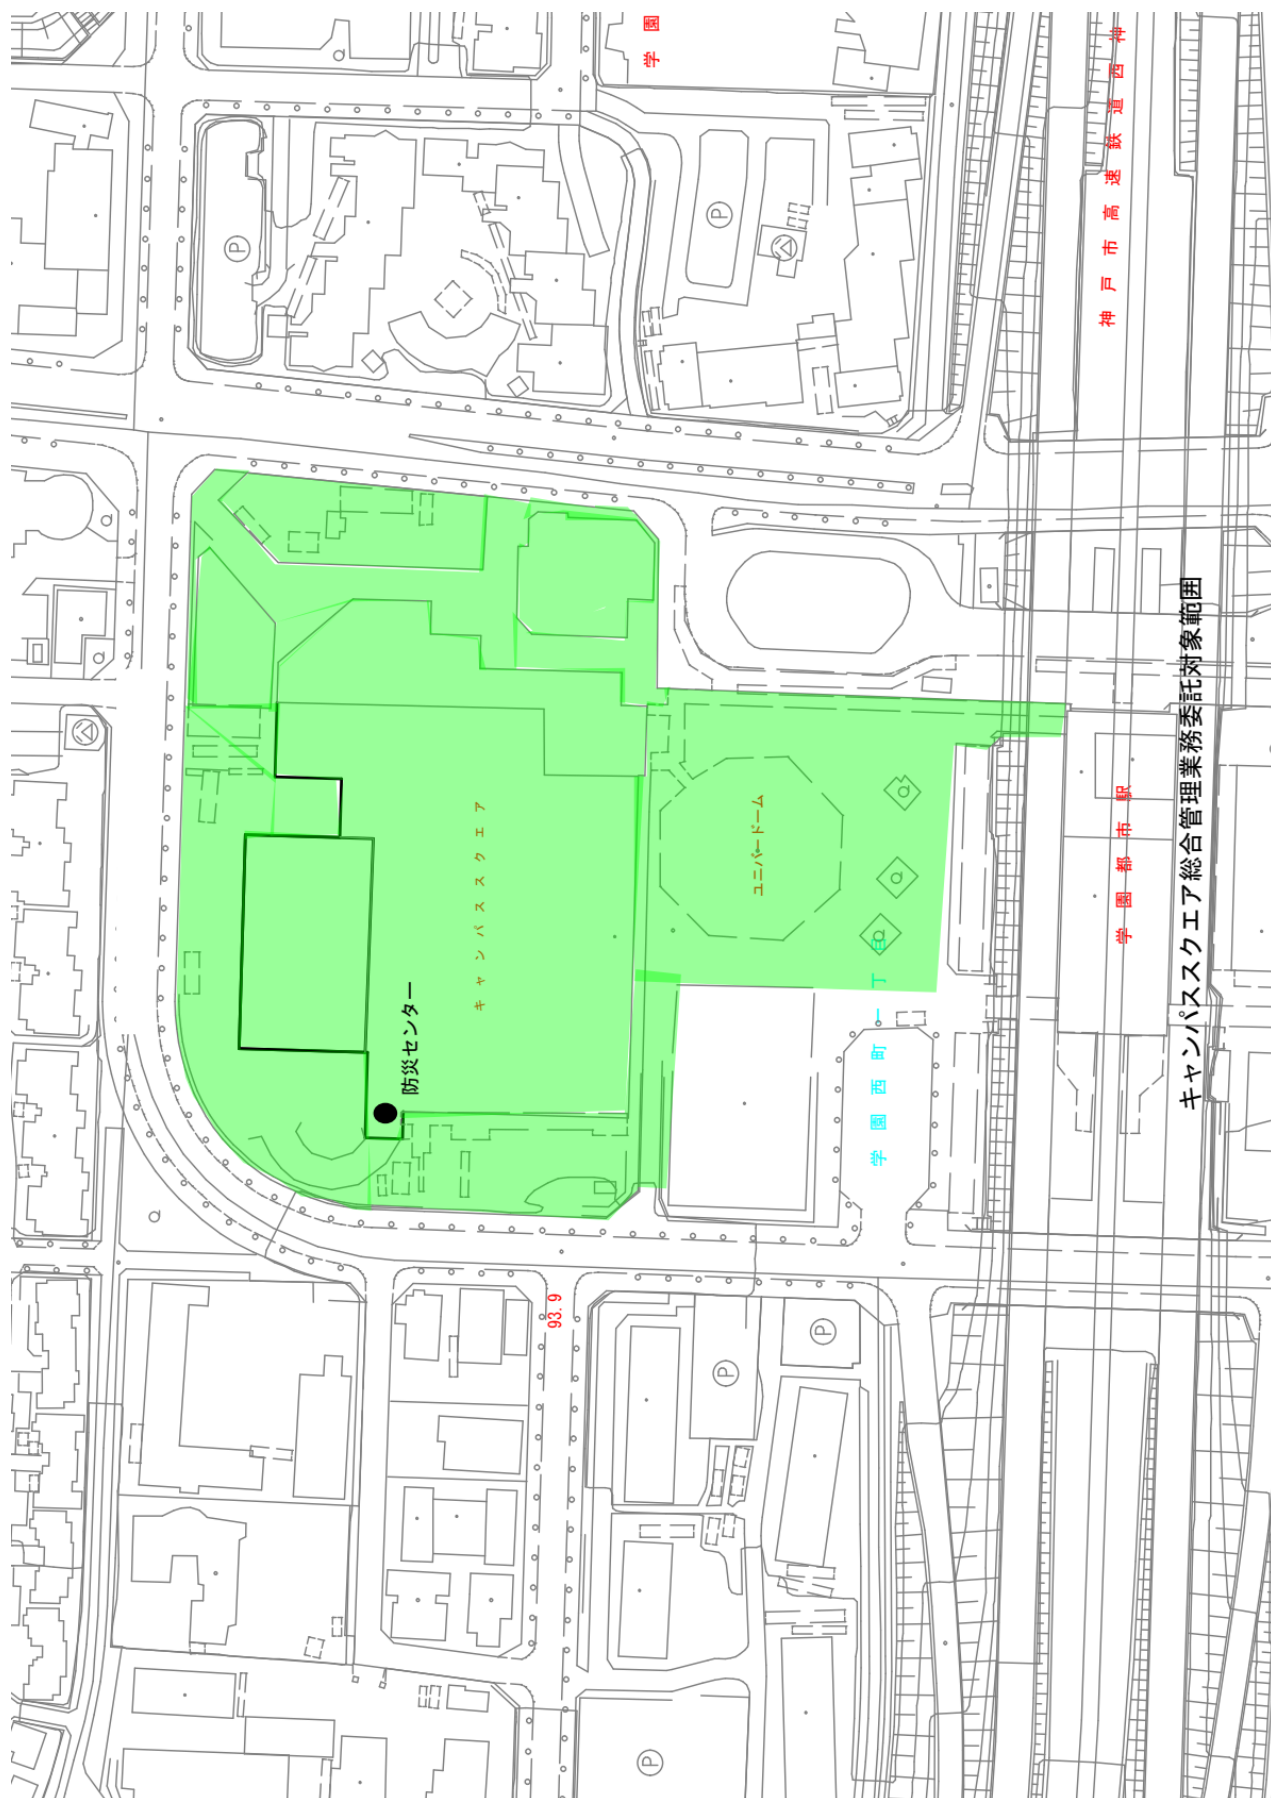 キャンパススクエア総合管理業務委託対象範囲
学園
神戸市高速鉄道西神
キャンパススクエア
ユニバードーム
防災センター
学園西町一丁目
学園都市駅
93.9
P
P
P
P
P